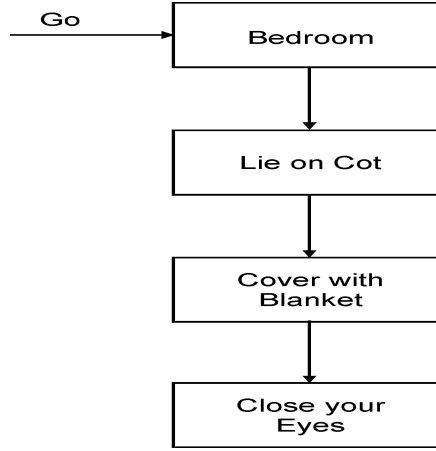 Go
Bedroom
Lie on Cot
Cover with
Blanket
Close your
Eyes